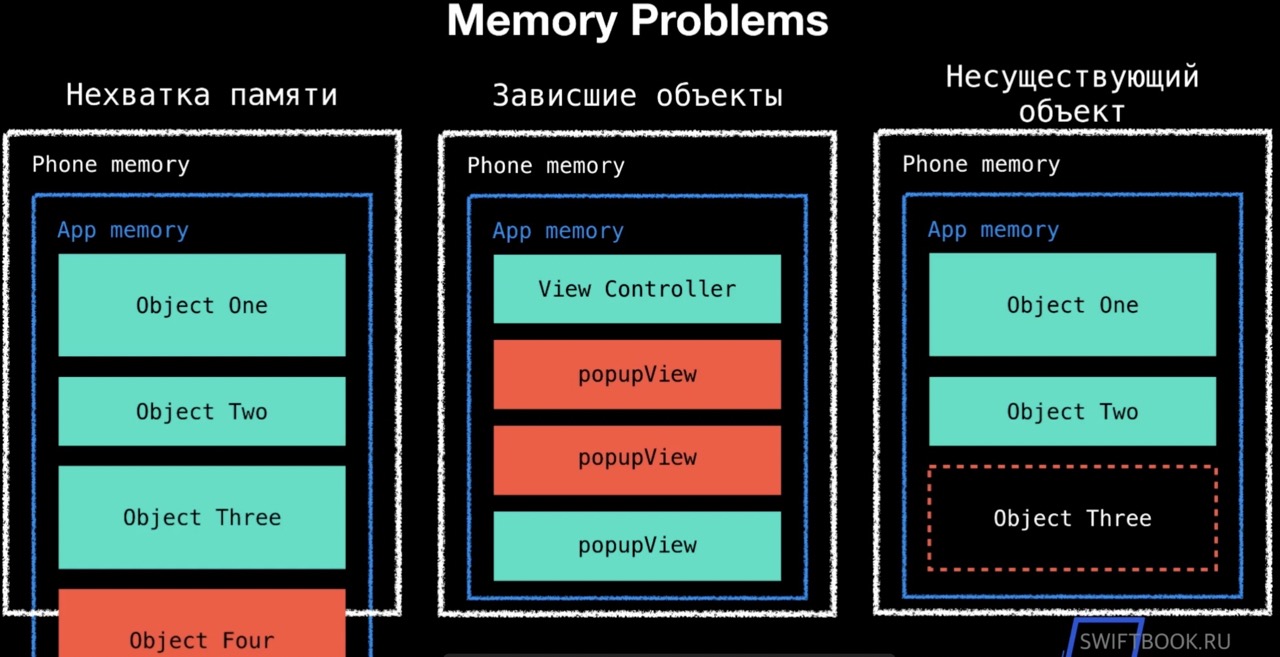 Memory Problems
Нехватка памяти
Phone memory
App memory
Object One
Object Two
Object Three
Object Four
Зависшие объекты
Phone memory
App memory
View Controller
popupView
popupView
popupView
Несуществующий
объект
Phone memory
App memory
Object One
Object Two
Object Three
SWIFTBOOK.RU